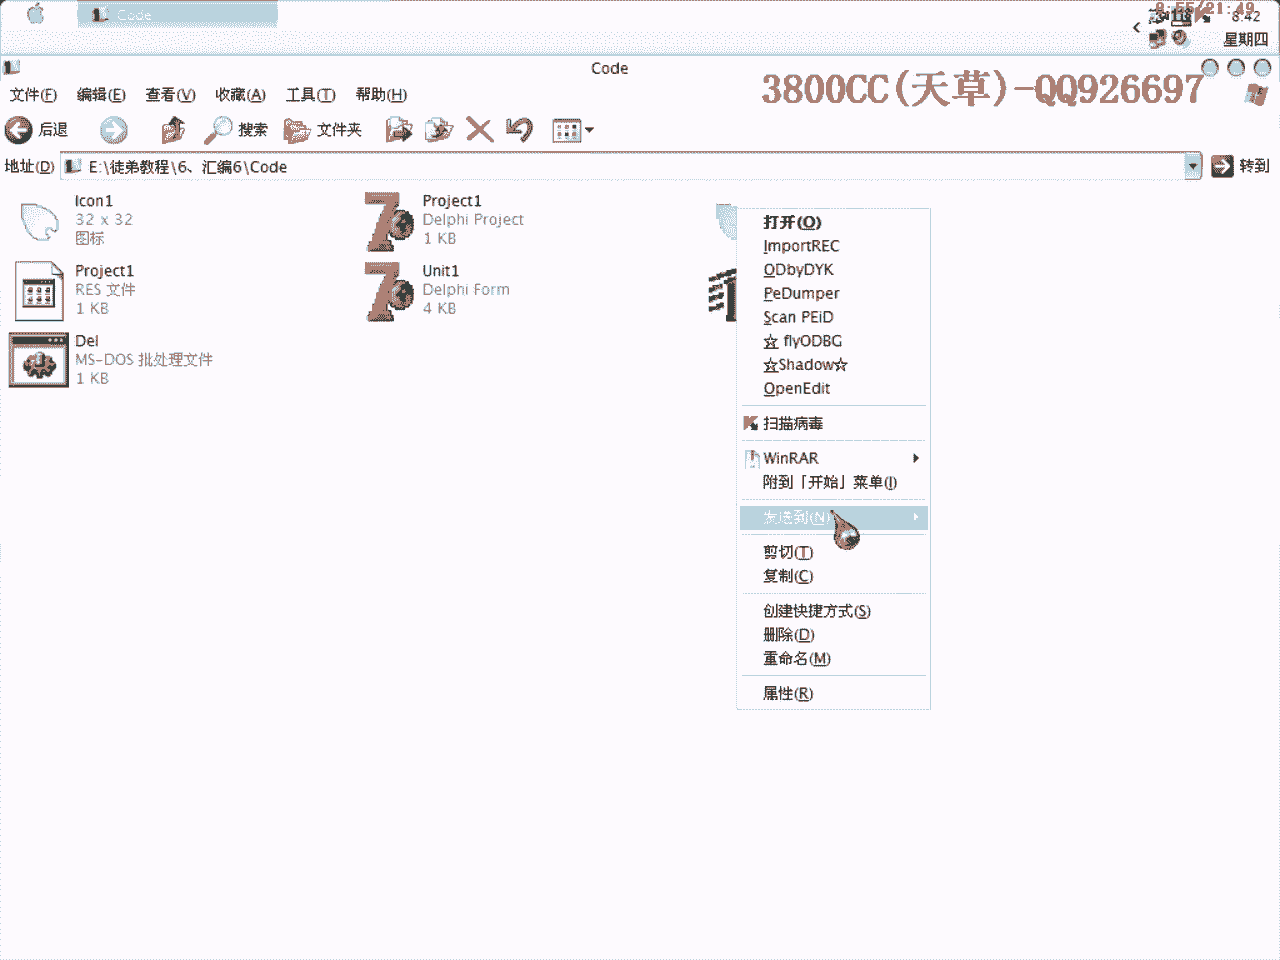 Code
8:55/21:49
8:42
星期四
Code
3800CC(天草)-QQ926697
文件(F) 编辑(E) 查看(V) 收藏(A) 工具(T) 帮助(H)
后退 搜索 文件夹
地址(D) E:\徒弟教程\6、汇编6\Code 转到
Icon1
32 x 32
图标
Project1
Delphi Project
1 KB
Project1
RES 文件
1 KB
Unit1
Delphi Form
4 KB
Del
MS-DOS 批处理文件
1 KB
打开(O)
ImportREC
ODbyDYK
PeDumper
Scan PEiD
☆ flyODBG
☆Shadow☆
OpenEdit
扫描病毒
WinRAR
附到「开始」菜单(I)
发送到(N)
剪切(T)
复制(C)
创建快捷方式(S)
删除(D)
重命名(M)
属性(R)